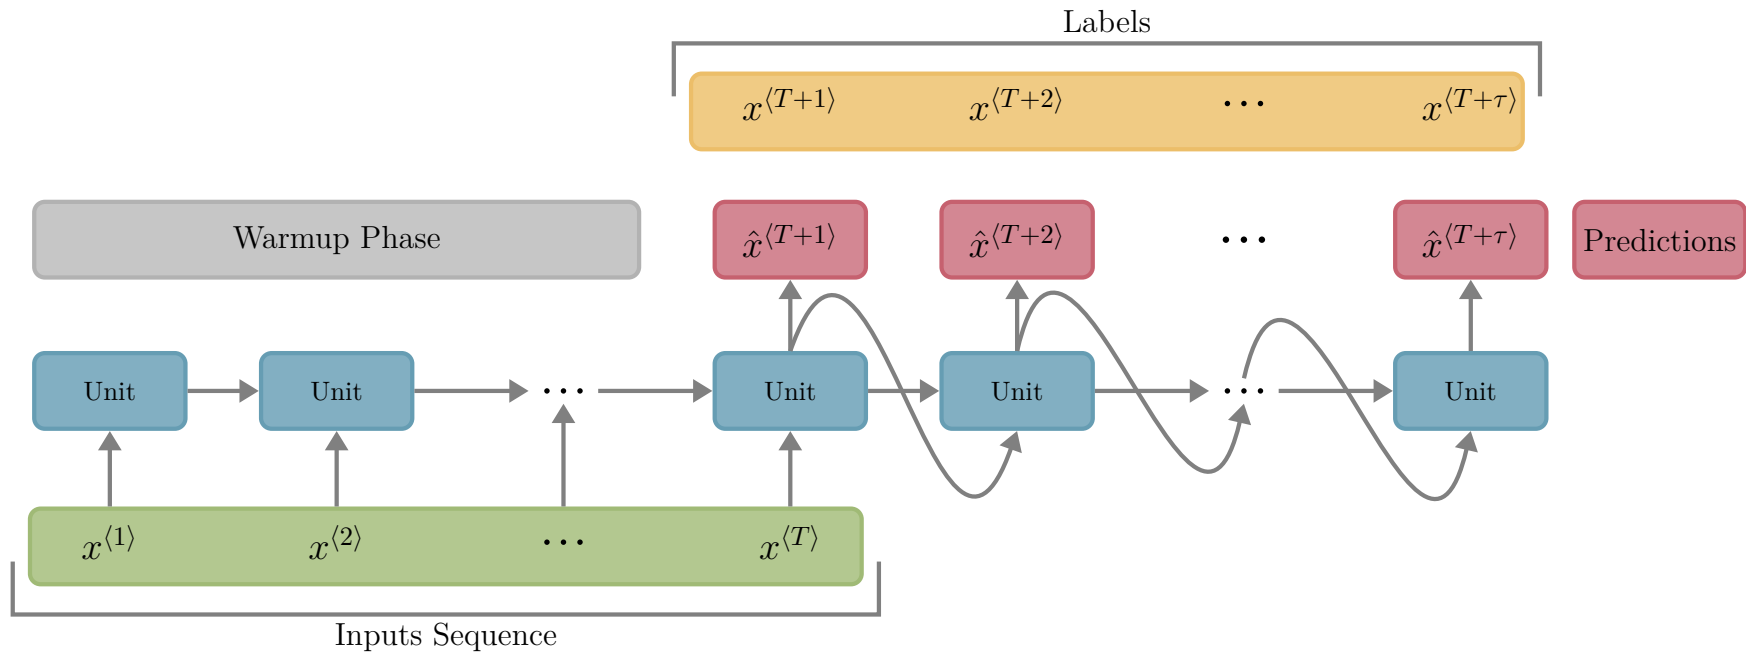 Labels
x⟨T+1⟩ x⟨T+2⟩ ··· x⟨T+τ⟩
Warmup Phase x̂⟨T+1⟩ x̂⟨T+2⟩ ··· x̂⟨T+τ⟩ Predictions
Unit Unit ··· Unit Unit ··· Unit
x⟨1⟩ x⟨2⟩ ··· x⟨T⟩
Inputs Sequence